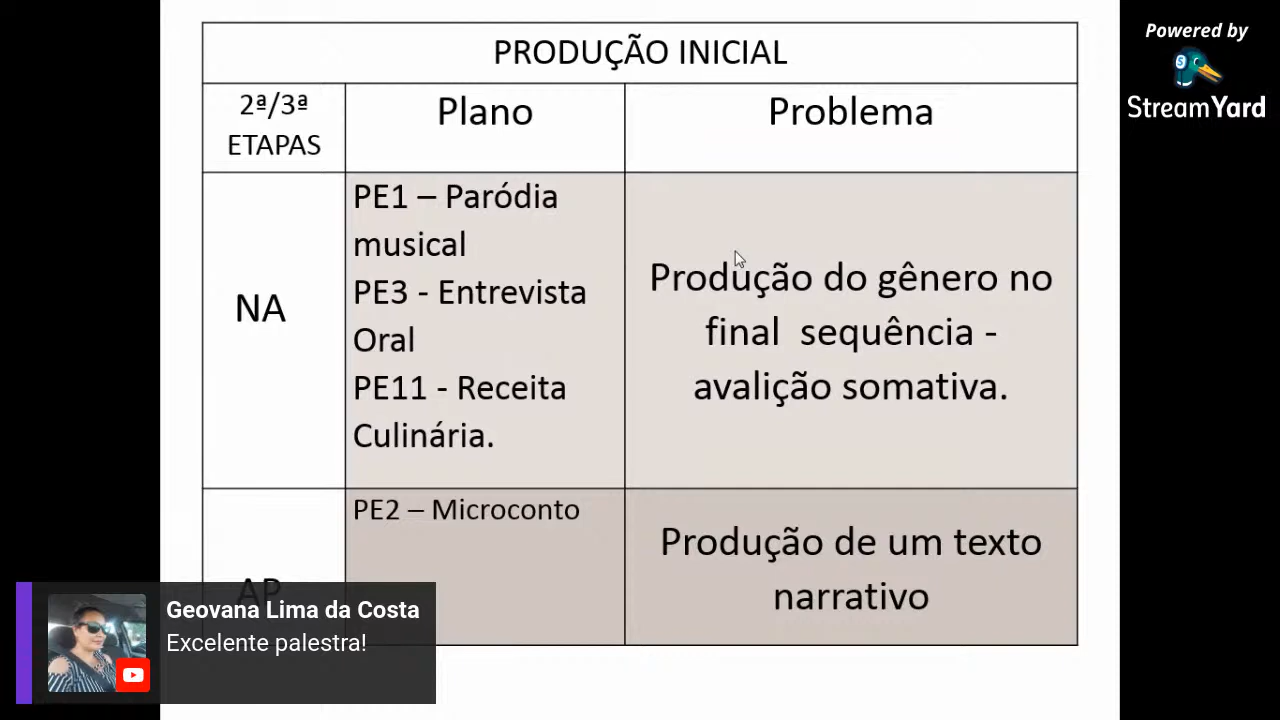 PRODUÇÃO INICIAL
2ª/3ª
ETAPAS
Plano
Problema
NA
PE1 – Paródia
musical
PE3 - Entrevista
Oral
PE11 - Receita
Culinária.
Produção do gênero no
final sequência -
avalição somativa.
AP
PE2 – Microconto
Produção de um texto
narrativo
Geovana Lima da Costa
Excelente palestra!
Powered by
StreamYard